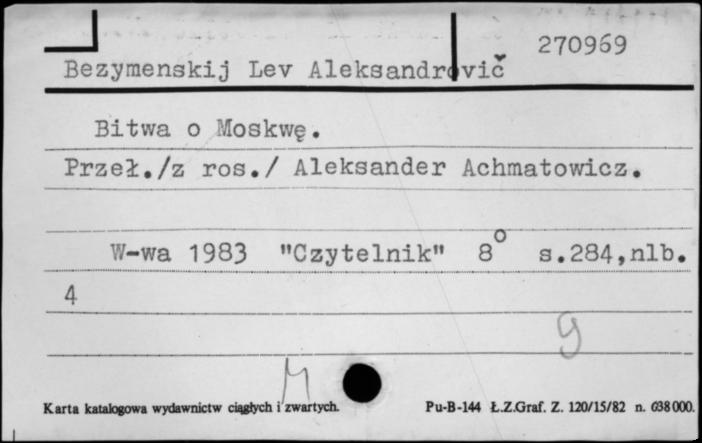 270969
Bezymenskij Lev Aleksandrovič
Bitwa o Moskwę.
Przeł./z ros./ Aleksander Achmatowicz.
W-wa 1983 "Czytelnik" 8° s.284,nlb.
4
9
M
Karta katalogowa wydawnictw ciągłych i zwartych. Pu-B-144 Ł.Z.Graf. Z. 120/15/82 n. 638000.